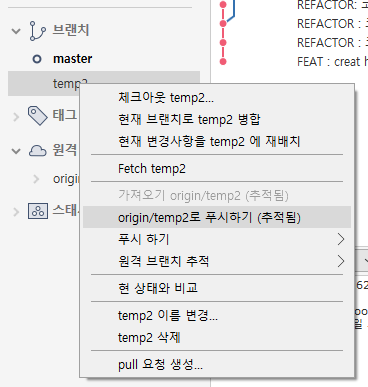 브랜치
master
temp2
태그
원격
origin
스태시
REFACTOR :
REFACTOR :
REFACTOR :
FEAT : creat
체크아웃 temp2...
현재 브랜치로 temp2 병합
현재 변경사항을 temp2 에 재배치
Fetch temp2
가져오기 origin/temp2 (추적됨)
origin/temp2로 푸시하기 (추적됨)
푸시 하기
원격 브랜치 추적
현 상태와 비교
temp2 이름 변경...
temp2 삭제
pull 요청 생성...
62